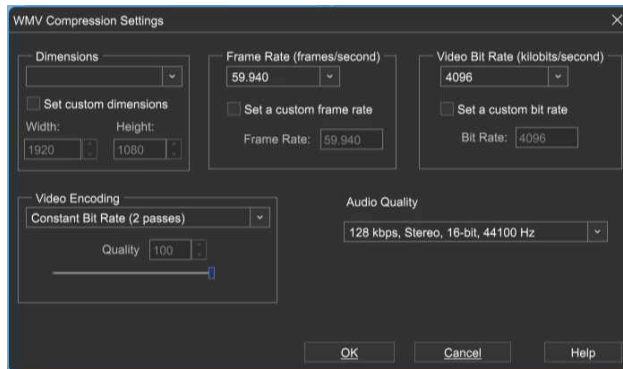 WMV Compression Settings
Dimensions
Set custom dimensions
Width: Height:
1920 1080
Frame Rate (frames/second)
59.940
Set a custom frame rate
Frame Rate: 59.940
Video Bit Rate (kilobits/second)
4096
Set a custom bit rate
Bit Rate: 4096
Video Encoding
Constant Bit Rate (2 passes)
Quality 100
Audio Quality
128 kbps, Stereo, 16-bit, 44100 Hz
OK Cancel Help